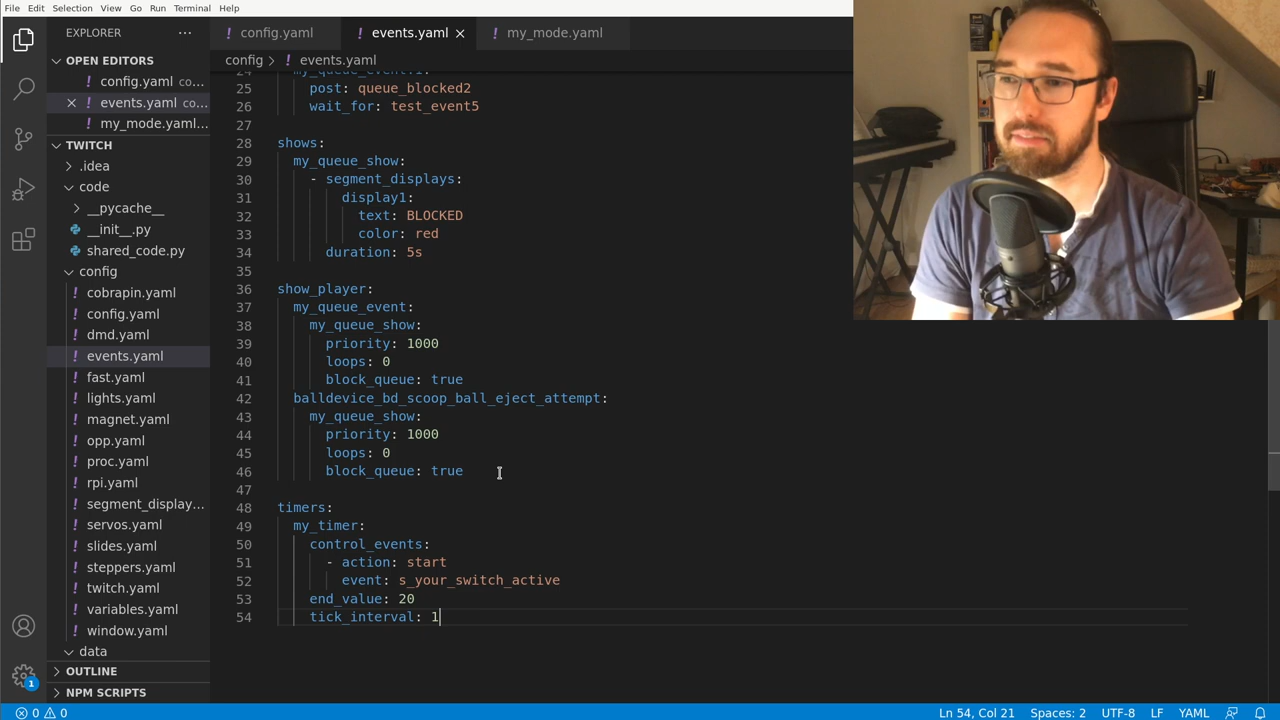 File Edit Selection View Go Run Terminal Help
EXPLORER
OPEN EDITORS
config.yaml co...
events.yaml co...
my_mode.yaml...
TWITCH
.idea
code
__pycache__
__init__.py
shared_code.py
config
cobrapin.yaml
config.yaml
dmd.yaml
events.yaml
fast.yaml
lights.yaml
magnet.yaml
opp.yaml
proc.yaml
rpi.yaml
segment_display...
servos.yaml
slides.yaml
steppers.yaml
twitch.yaml
variables.yaml
window.yaml
data
OUTLINE
NPM SCRIPTS
1
config.yaml
events.yaml
my_mode.yaml
config > events.yaml
25 post: queue_blocked2
26 wait_for: test_event5
27
28 shows:
29 my_queue_show:
30 - segment_displays:
31 display1:
32 text: BLOCKED
33 color: red
34 duration: 5s
35
36 show_player:
37 my_queue_event:
38 my_queue_show:
39 priority: 1000
40 loops: 0
41 block_queue: true
42 balldevice_bd_scoop_ball_eject_attempt:
43 my_queue_show:
44 priority: 1000
45 loops: 0
46 block_queue: true
47
48 timers:
49 my_timer:
50 control_events:
51 - action: start
52 event: s_your_switch_active
53 end_value: 20
54 tick_interval: 1
0 0
Ln 54, Col 21 Spaces: 2 UTF-8 LF YAML